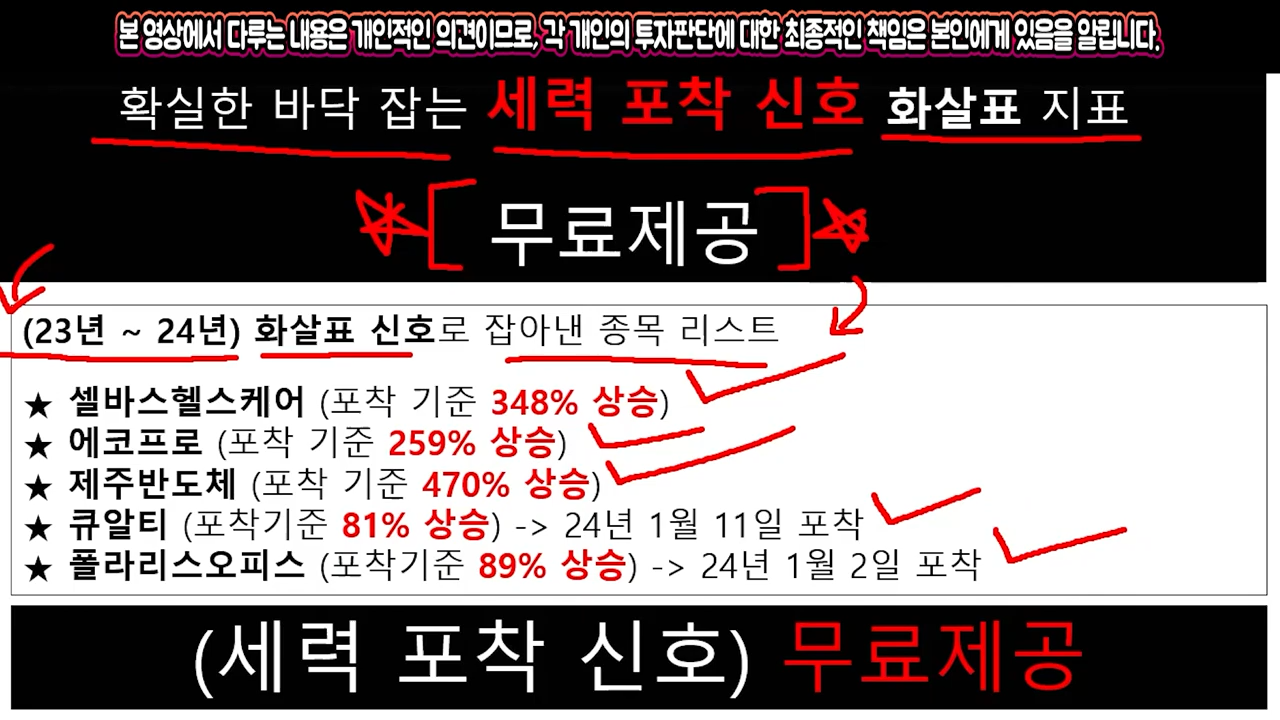 본 영상에서 다루는 내용은 개인적인 의견이므로, 각 개인의 투자판단에 대한 최종적인 책임은 본인에게 있음을 알립니다.
확실한 바닥 잡는 세력 포착 신호 화살표 지표
[무료제공]
(23년 ~ 24년) 화살표 신호로 잡아낸 종목 리스트
★ 셀바스헬스케어 (포착 기준 348% 상승)
★ 에코프로 (포착 기준 259% 상승)
★ 제주반도체 (포착 기준 470% 상승)
★ 큐알티 (포착기준 81% 상승) -> 24년 1월 11일 포착
★ 폴라리스오피스 (포착기준 89% 상승) -> 24년 1월 2일 포착
(세력 포착 신호) 무료제공